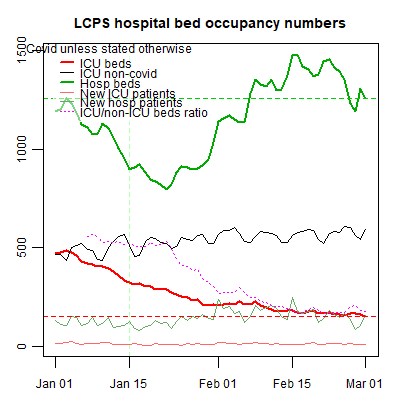 LCPS hospital bed occupancy numbers
Covid unless stated otherwise
ICU beds
ICU non-covid
Hosp beds
New ICU patients
New hosp patients
ICU/non-ICU beds ratio
1500
1000
500
0
Jan 01 Jan 15 Feb 01 Feb 15 Mar 01